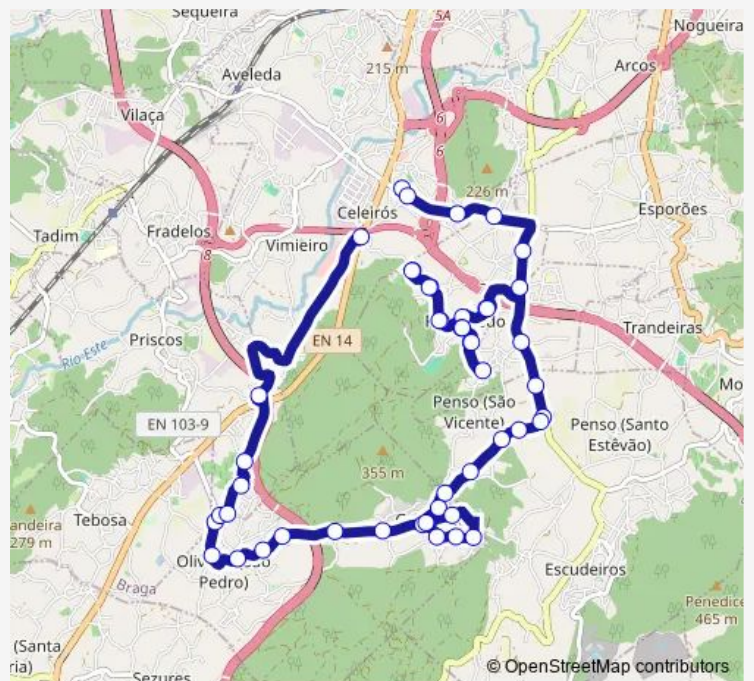 Sequeira
5A
Nogueira
215 m
Arcos
Aveleda
6
Vilaça
6
226 m
Esporões
Celeirós
Tadim
Fradelos
Vimieiro
8
Priscos
EN 14
Trandeiras
Rio Este
Penso (São
Vicente)
EN 103-9
Penso (Santo
Estêvão)
355 m
Tebosa
279 m
Pedro)
Escudeiros
Braga
465 m
(Santa
Sezures
© OpenStreetMap contributors